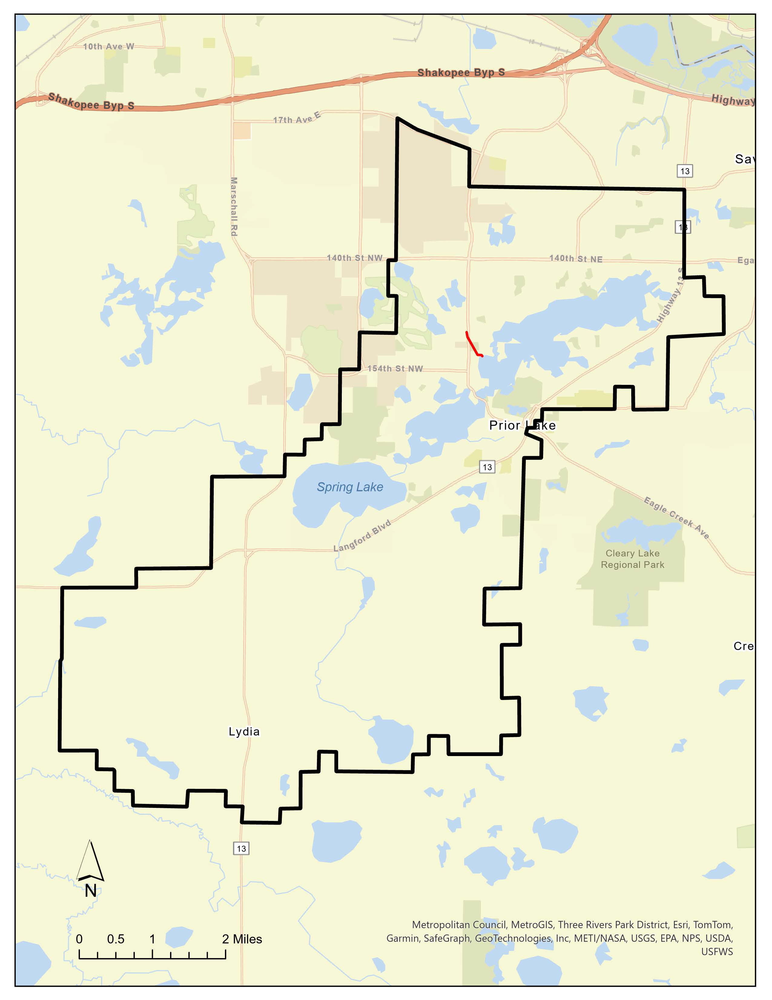 10th Ave W
Shakopee Byp S
Shakopee Byp S
Highway
17th Ave E
Sav
13
Marschall Rd
13
140th St NW
140th St NE
Ega
Highway 13 S
154th St NW
Prior Lake
13
Spring Lake
Eagle Creek Ave
Langford Blvd
Cleary Lake
Regional Park
Cre
Lydia
13
N
0 0.5 1 2 Miles
Metropolitan Council, MetroGIS, Three Rivers Park District, Esri, TomTom,
Garmin, SafeGraph, GeoTechnologies, Inc, METI/NASA, USGS, EPA, NPS, USDA,
USFWS